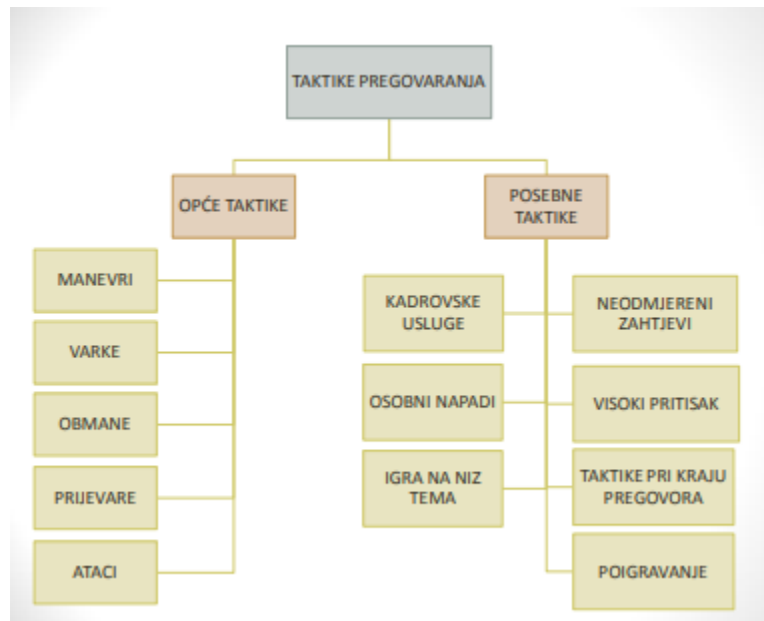 TAKTIKE PREGOVARANJA
OPĆE TAKTIKE
MANEVRI
VARKE
OBMANE
PRIJEVARE
ATACI
POSEBNE
TAKTIKE
KADROVSKE
USLUGE
OSOBNI NAPADI
IGRA NA NIZ
TEMA
NEODMJERENI
ZAHTJEVI
VISOKI PRITISAK
TAKTIKE PRI KRAJU
PREGOVORA
POIGRAVANJE